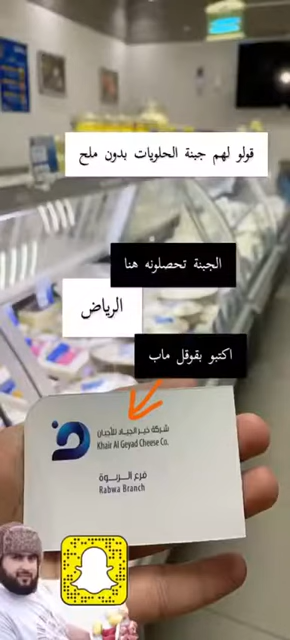 قولو لهم جبنة الحلويات بدون ملح
الجبنة تحصلونه هنا
الرياض
اكتبو بقوقل ماب
شركة خير الجياد للأجبان
Khair Al Geyad Cheese Co.
فرع الربوة
Rabwa Branch